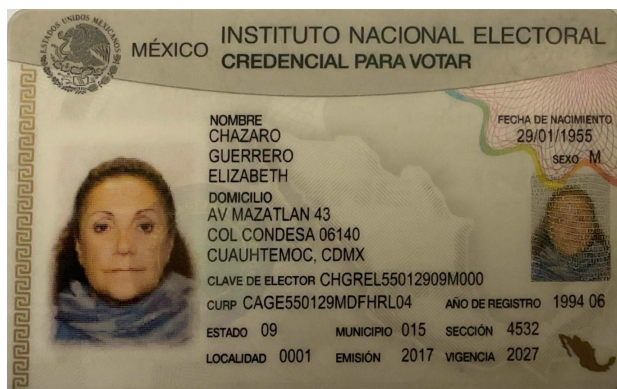 ESTADOS UNIDOS MEXICANOS
MÉXICO
INSTITUTO NACIONAL ELECTORAL
CREDENCIAL PARA VOTAR
NOMBRE
CHAZARO
GUERRERO
ELIZABETH
FECHA DE NACIMIENTO
29/01/1955
SEXO M
DOMICILIO
AV MAZATLAN 43
COL CONDESA 06140
CUAUHTEMOC, CDMX
CLAVE DE ELECTOR CHGREL55012909M000
CURP CAGE550129MDFHRL04 AÑO DE REGISTRO 1994 06
ESTADO 09 MUNICIPIO 015 SECCIÓN 4532
LOCALIDAD 0001 EMISIÓN 2017 VIGENCIA 2027